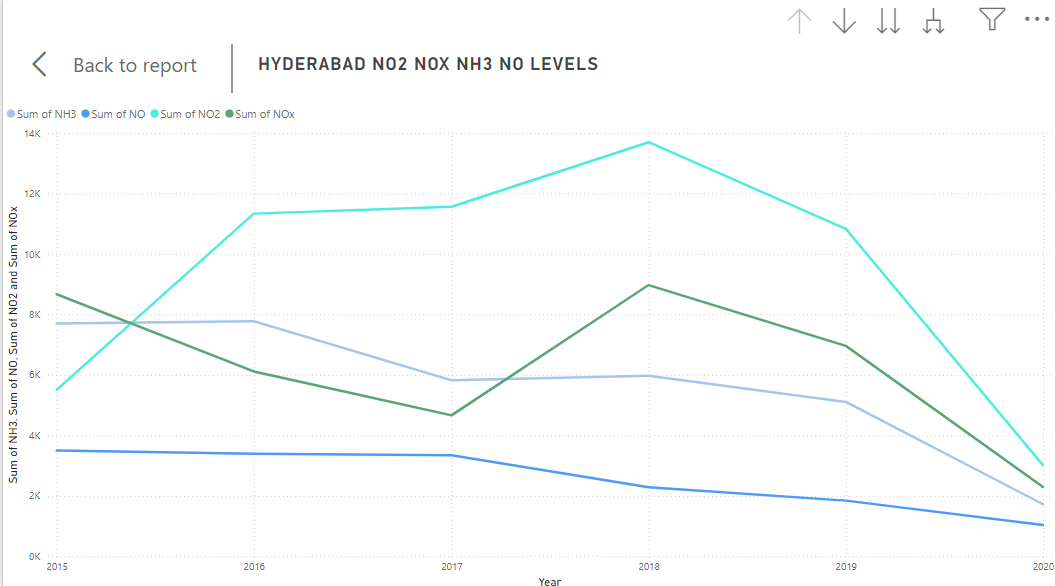 Back to report
HYDERABAD NO2 NOX NH3 NO LEVELS
Sum of NH3 Sum of NO Sum of NO2 Sum of NOx
14K
12K
10K
8K
6K
4K
2K
0K
Sum of NH3, Sum of NO, Sum of NO2 and Sum of NOx
2015 2016 2017 2018 2019 2020
Year